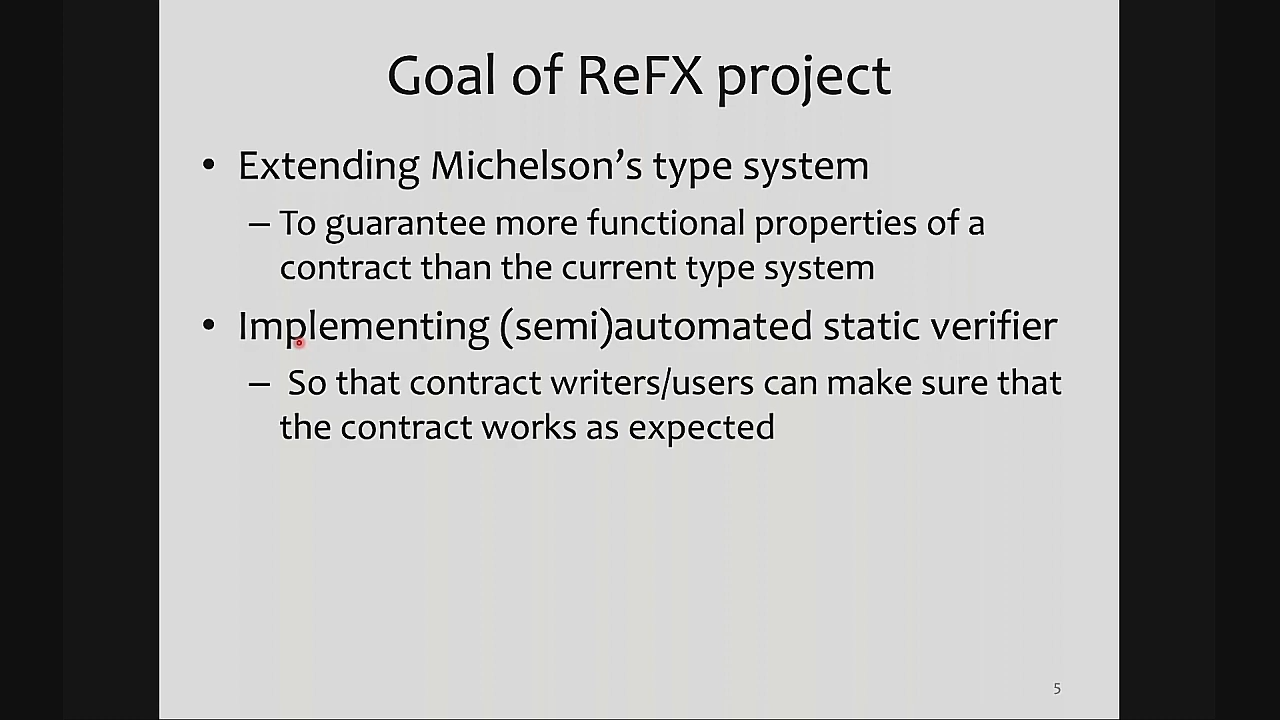 Goal of ReFX project
• Extending Michelson’s type system
– To guarantee more functional properties of a
contract than the current type system
• Implementing (semi)automated static verifier
– So that contract writers/users can make sure that
the contract works as expected
5